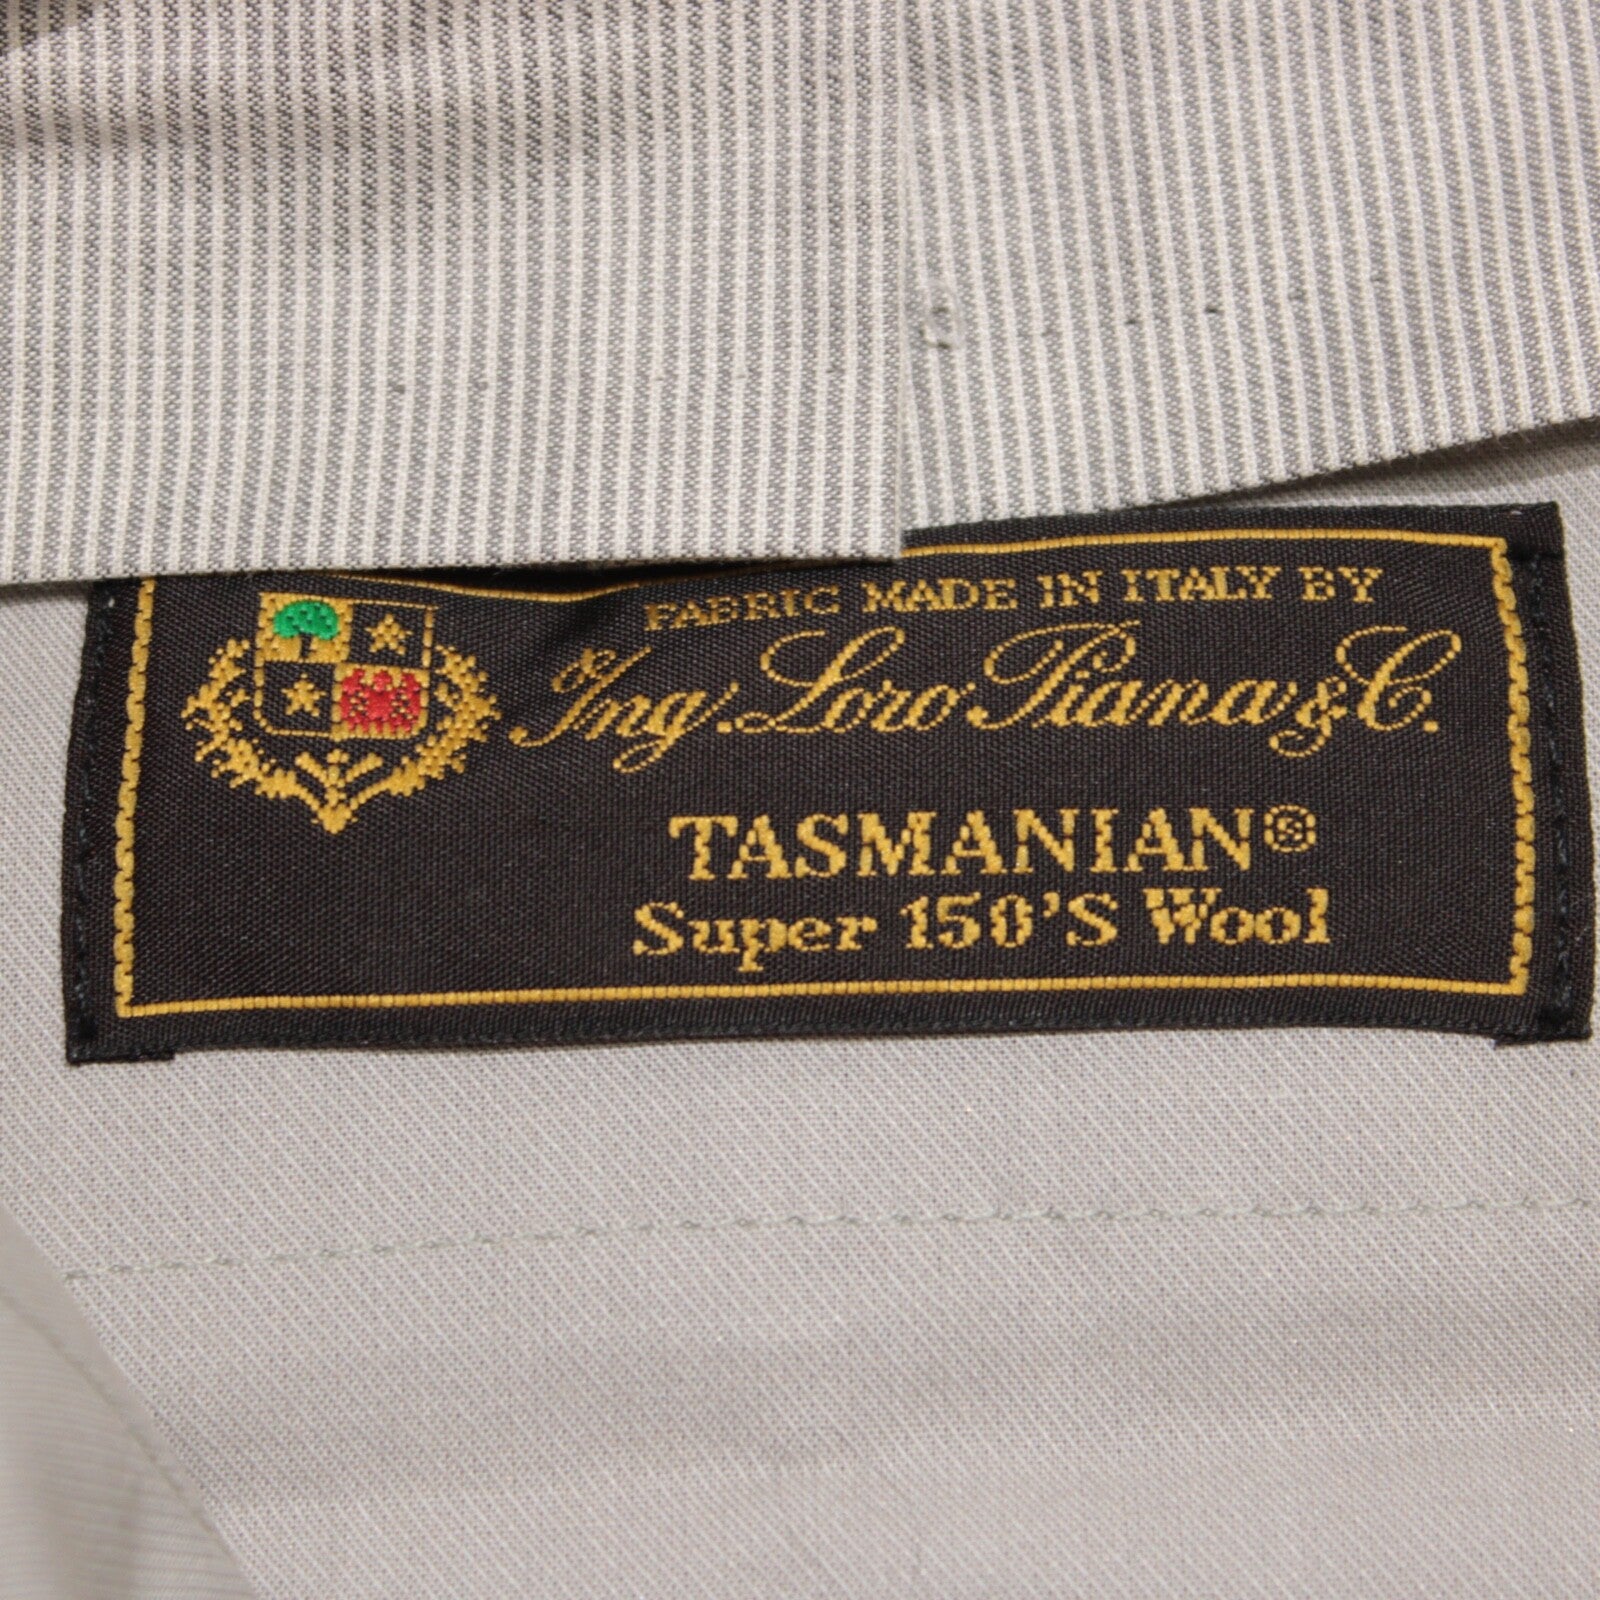 FABRIC MADE IN ITALY BY
Ing. Loro Piana & C.
TASMANIAN®
Super 150'S Wool